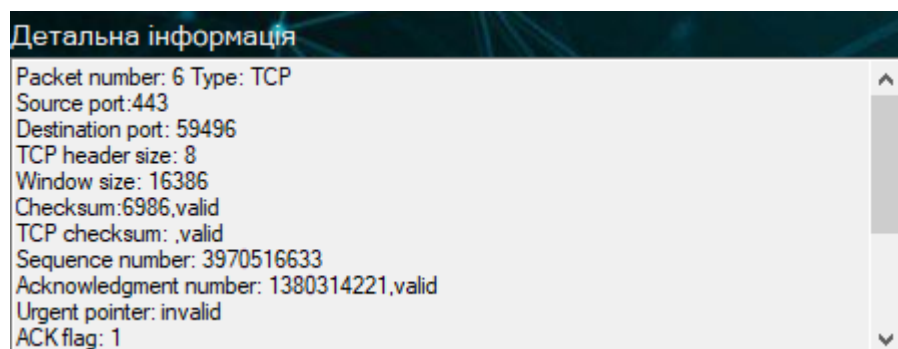 Детальна інформація
Packet number: 6 Type: TCP
Source port:443
Destination port: 59496
TCP header size: 8
Window size: 16386
Checksum:6986,valid
TCP checksum: ,valid
Sequence number: 3970516633
Acknowledgment number: 1380314221,valid
Urgent pointer: invalid
ACK flag: 1